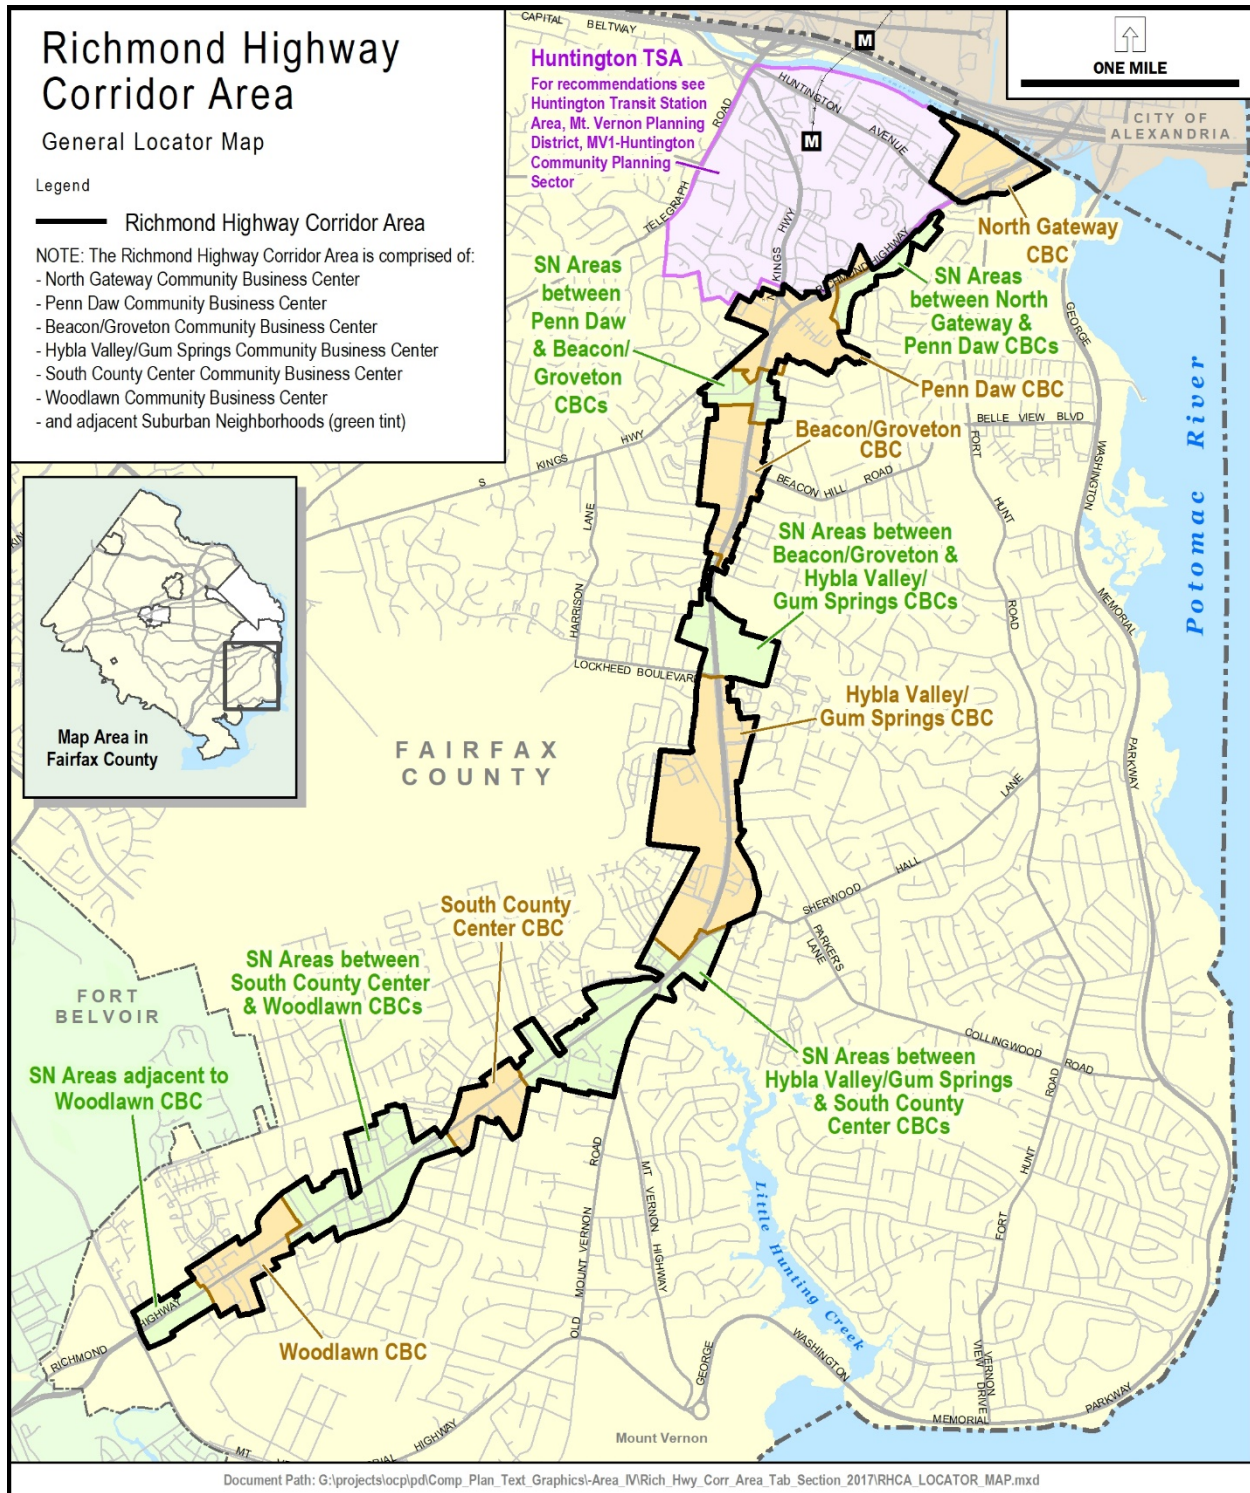 Richmond Highway
Corridor Area
General Locator Map
Legend
Richmond Highway Corridor Area
NOTE: The Richmond Highway Corridor Area is comprised of:
- North Gateway Community Business Center
- Penn Daw Community Business Center
- Beacon/Groveton Community Business Center
- Hybla Valley/Gum Springs Community Business Center
- South County Center Community Business Center
- Woodlawn Community Business Center
- and adjacent Suburban Neighborhoods (green tint)
CAPITAL BELTWAY
M
ONE MILE
Huntington TSA
For recommendations see
Huntington Transit Station
Area, Mt. Vernon Planning
District, MV1-Huntington
Community Planning
Sector
HUNTINGTON AVENUE
M
CITY OF
ALEXANDRIA
TELEGRAPH ROAD
N KINGS HWY
RICHMOND HIGHWAY
North Gateway
CBC
SN Areas
between
Penn Daw
& Beacon/
Groveton
CBCs
SN Areas
between North
Gateway &
Penn Daw CBCs
Penn Daw CBC
GEORGE
WASHINGTON
MEMORIAL
PARKWAY
Potomac River
BELLE VIEW BLVD
FORT
HUNT
ROAD
Beacon/Groveton
CBC
S KINGS HWY
BEACON HILL ROAD
HARRISON LANE
SN Areas between
Beacon/Groveton &
Hybla Valley/
Gum Springs CBCs
LOCKHEED BOULEVARD
Hybla Valley/
Gum Springs CBC
Map Area in
Fairfax County
FAIRFAX
COUNTY
SHERWOOD HALL LANE
PARKER'S
LANE
South County
Center CBC
SN Areas between
South County Center
& Woodlawn CBCs
FORT
BELVOIR
COLLINGWOOD ROAD
SN Areas between
Hybla Valley/Gum Springs
& South County
Center CBCs
SN Areas adjacent to
Woodlawn CBC
FORT HUNT ROAD
OLD MOUNT VERNON ROAD
MT VERNON HIGHWAY
Little Hunting Creek
RICHMOND HIGHWAY
Woodlawn CBC
GEORGE
WASHINGTON
MEMORIAL
PARKWAY
VERNON
VIEW DRIVE
Mount Vernon
MT
HIGHWAY
Document Path: G:\projects\ocp\pd\Comp_Plan_Text_Graphics\-Area_IV\Rich_Hwy_Corr_Area_Tab_Section_2017\RHCA_LOCATOR_MAP.mxd